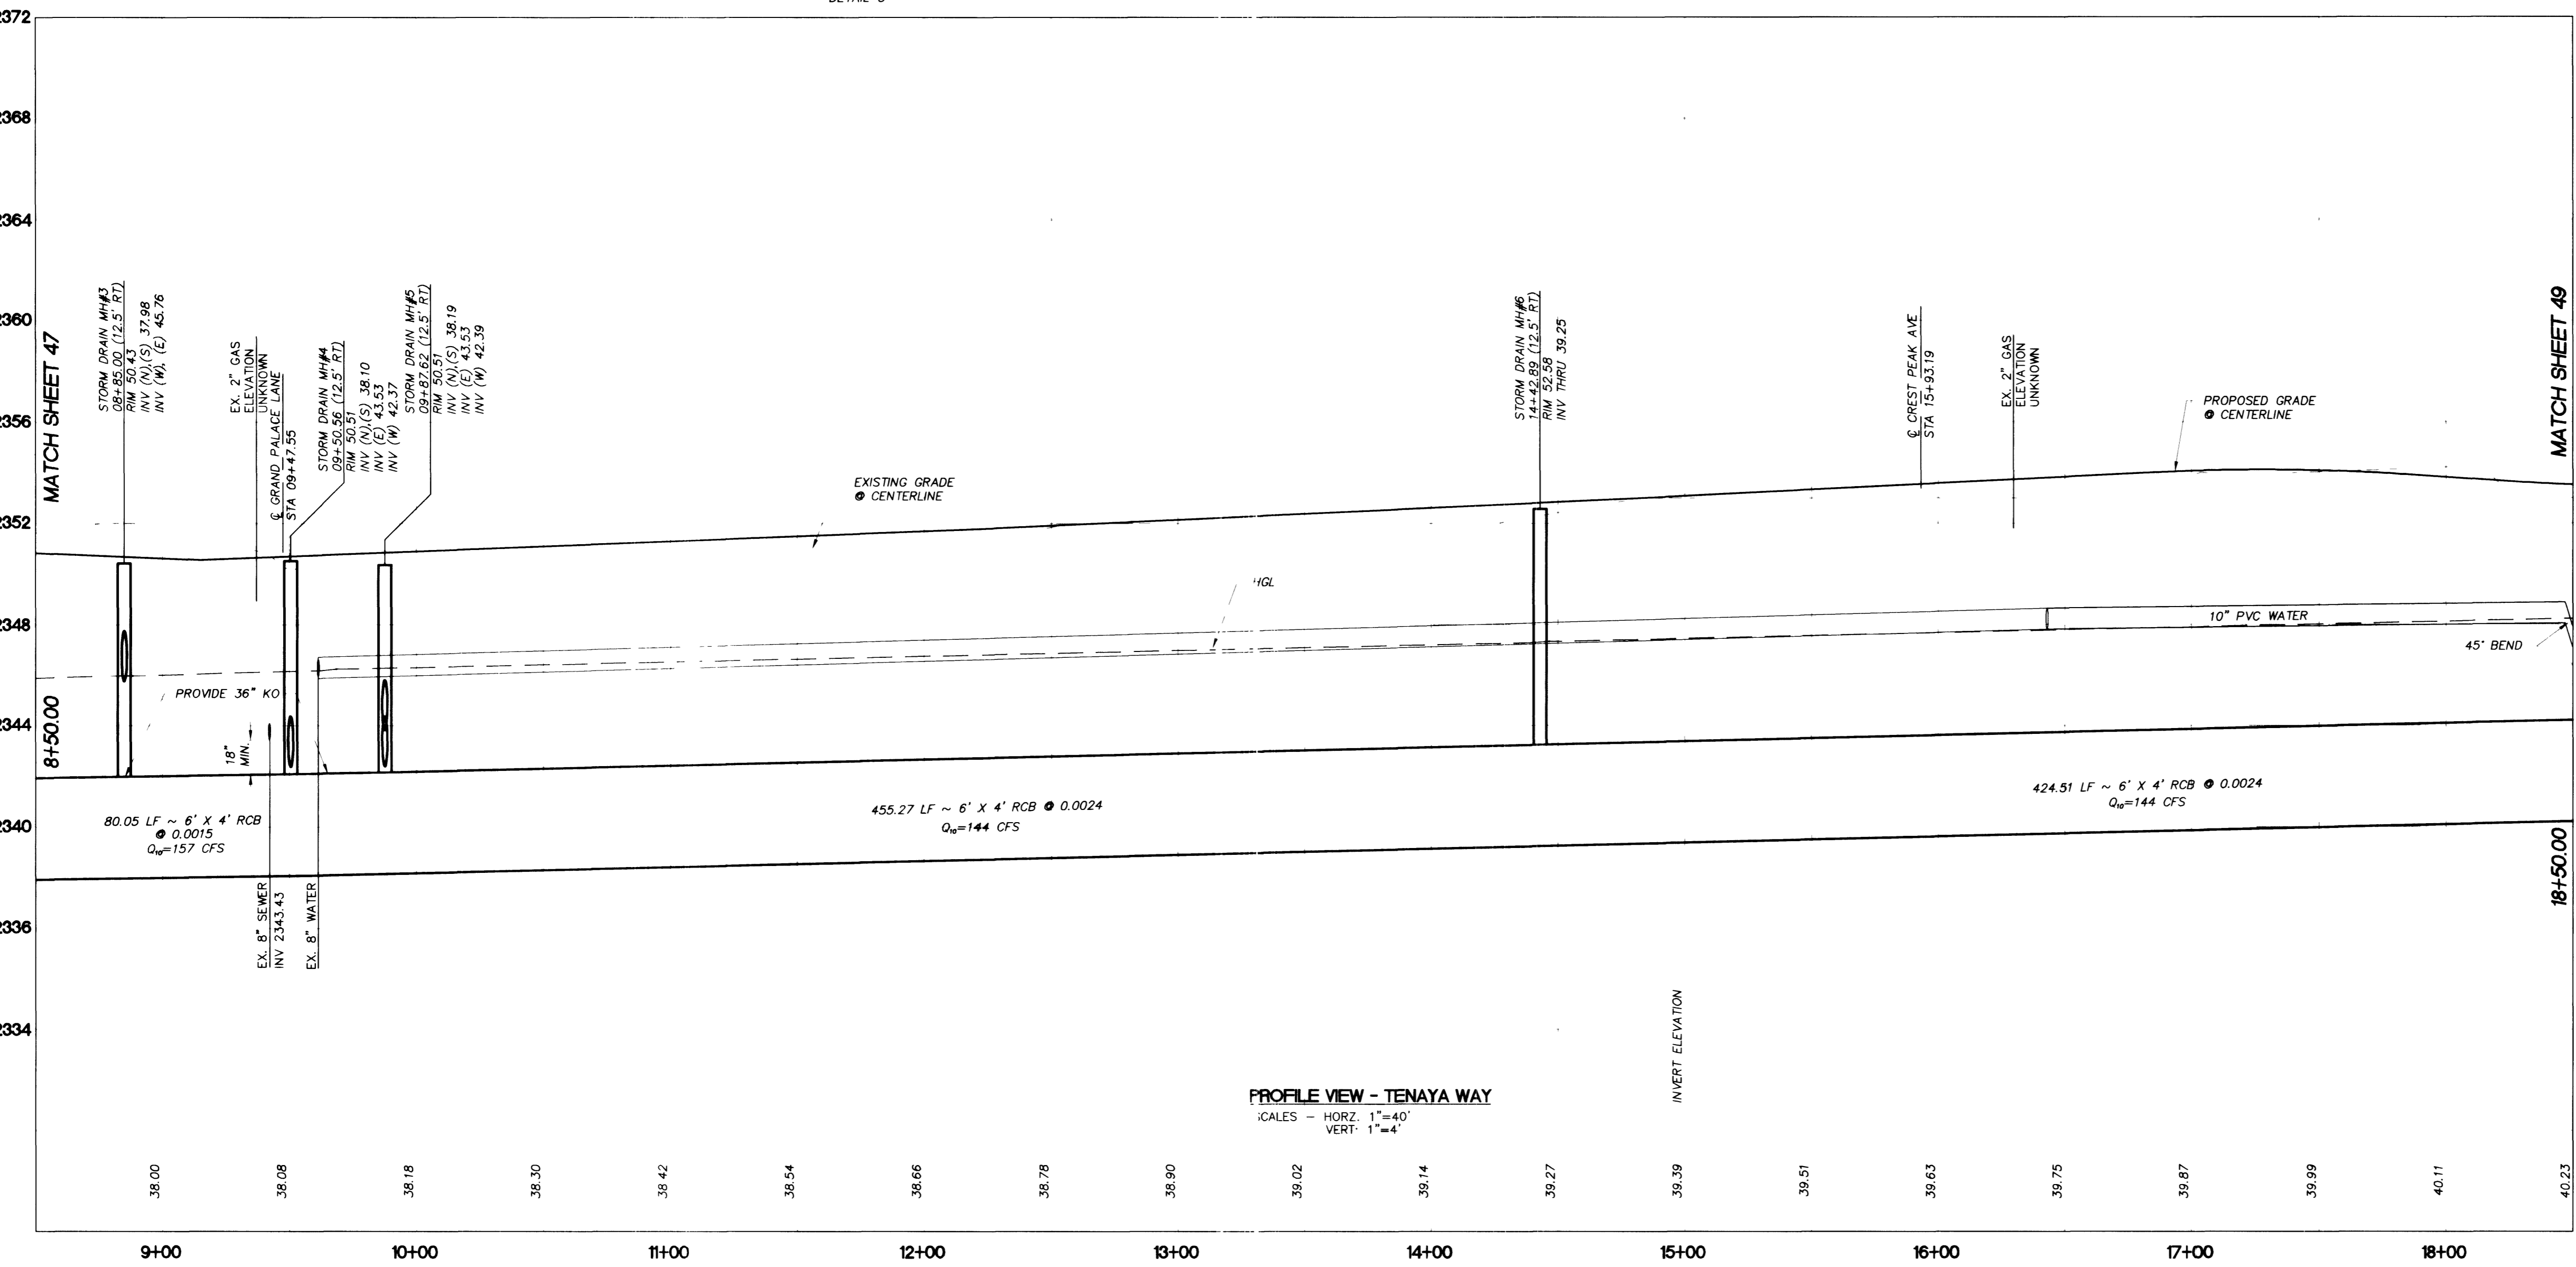 2372
2368
2364
2360
2356
2352
2348
2344
2340
2336
2334
MATCH SHEET 47
8+50.00
STORM DRAIN MH#3
08+85.00 (12.5' RT)
RIM 50.43
INV (N),(S) 37.98
INV (W), (E) 45.76
EX. 2" GAS
ELEVATION
UNKNOWN
℄ GRAND PALACE LANE
STA 09+47.55
STORM DRAIN MH#4
09+50.56 (12.5' RT)
RIM 50.51
INV (N),(S) 38.10
INV (E) 43.53
INV (W) 42.37
STORM DRAIN MH#5
09+87.62 (12.5' RT)
RIM 50.51
INV (N),(S) 38.19
INV (E) 43.53
INV (W) 42.39
EXISTING GRADE
@ CENTERLINE
STORM DRAIN MH#6
14+42.89 (12.5' RT)
RIM 52.58
INV THRU 39.25
℄ CREST PEAK AVE
STA 15+93.19
EX. 2" GAS
ELEVATION
UNKNOWN
PROPOSED GRADE
@ CENTERLINE
MATCH SHEET 49
18+50.00
HGL
10" PVC WATER
45° BEND
PROVIDE 36" KO
18"
MIN.
80.05 LF ~ 6' X 4' RCB
@ 0.0015
Q₁₀=157 CFS
455.27 LF ~ 6' X 4' RCB @ 0.0024
Q₁₀=144 CFS
424.51 LF ~ 6' X 4' RCB @ 0.0024
Q₁₀=144 CFS
EX. 8" SEWER
INV 2343.43
EX. 8" WATER
INVERT ELEVATION
PROFILE VIEW - TENAYA WAY
SCALES - HORZ. 1"=40'
VERT: 1"=4'
38.00 38.08 38.18 38.30 38.42 38.54 38.66 38.78 38.90 39.02 39.14 39.27 39.39 39.51 39.63 39.75 39.87 39.99 40.11 40.23
9+00 10+00 11+00 12+00 13+00 14+00 15+00 16+00 17+00 18+00